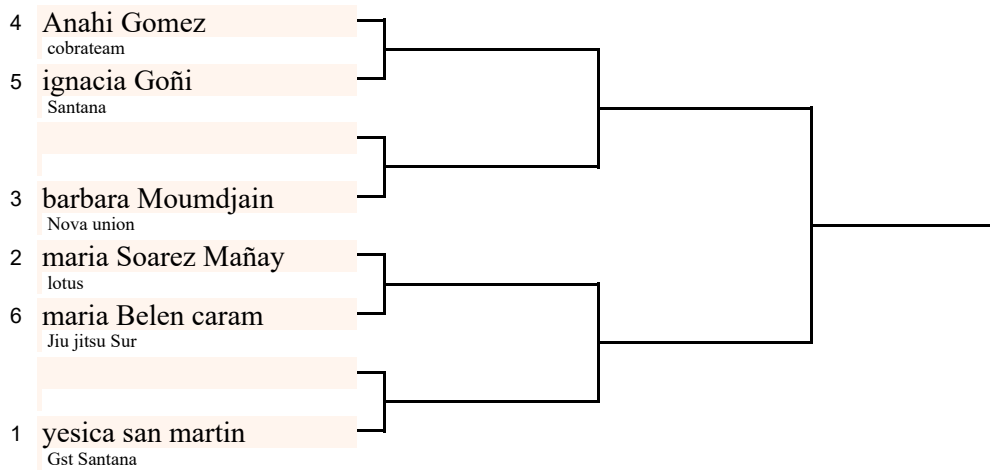 4 Anahi Gomez
cobrateam
5 ignacia Goñi
Santana
3 barbara Moumdjain
Nova union
2 maria Soarez Mañay
lotus
6 maria Belen caram
Jiu jitsu Sur
1 yesica san martin
Gst Santana